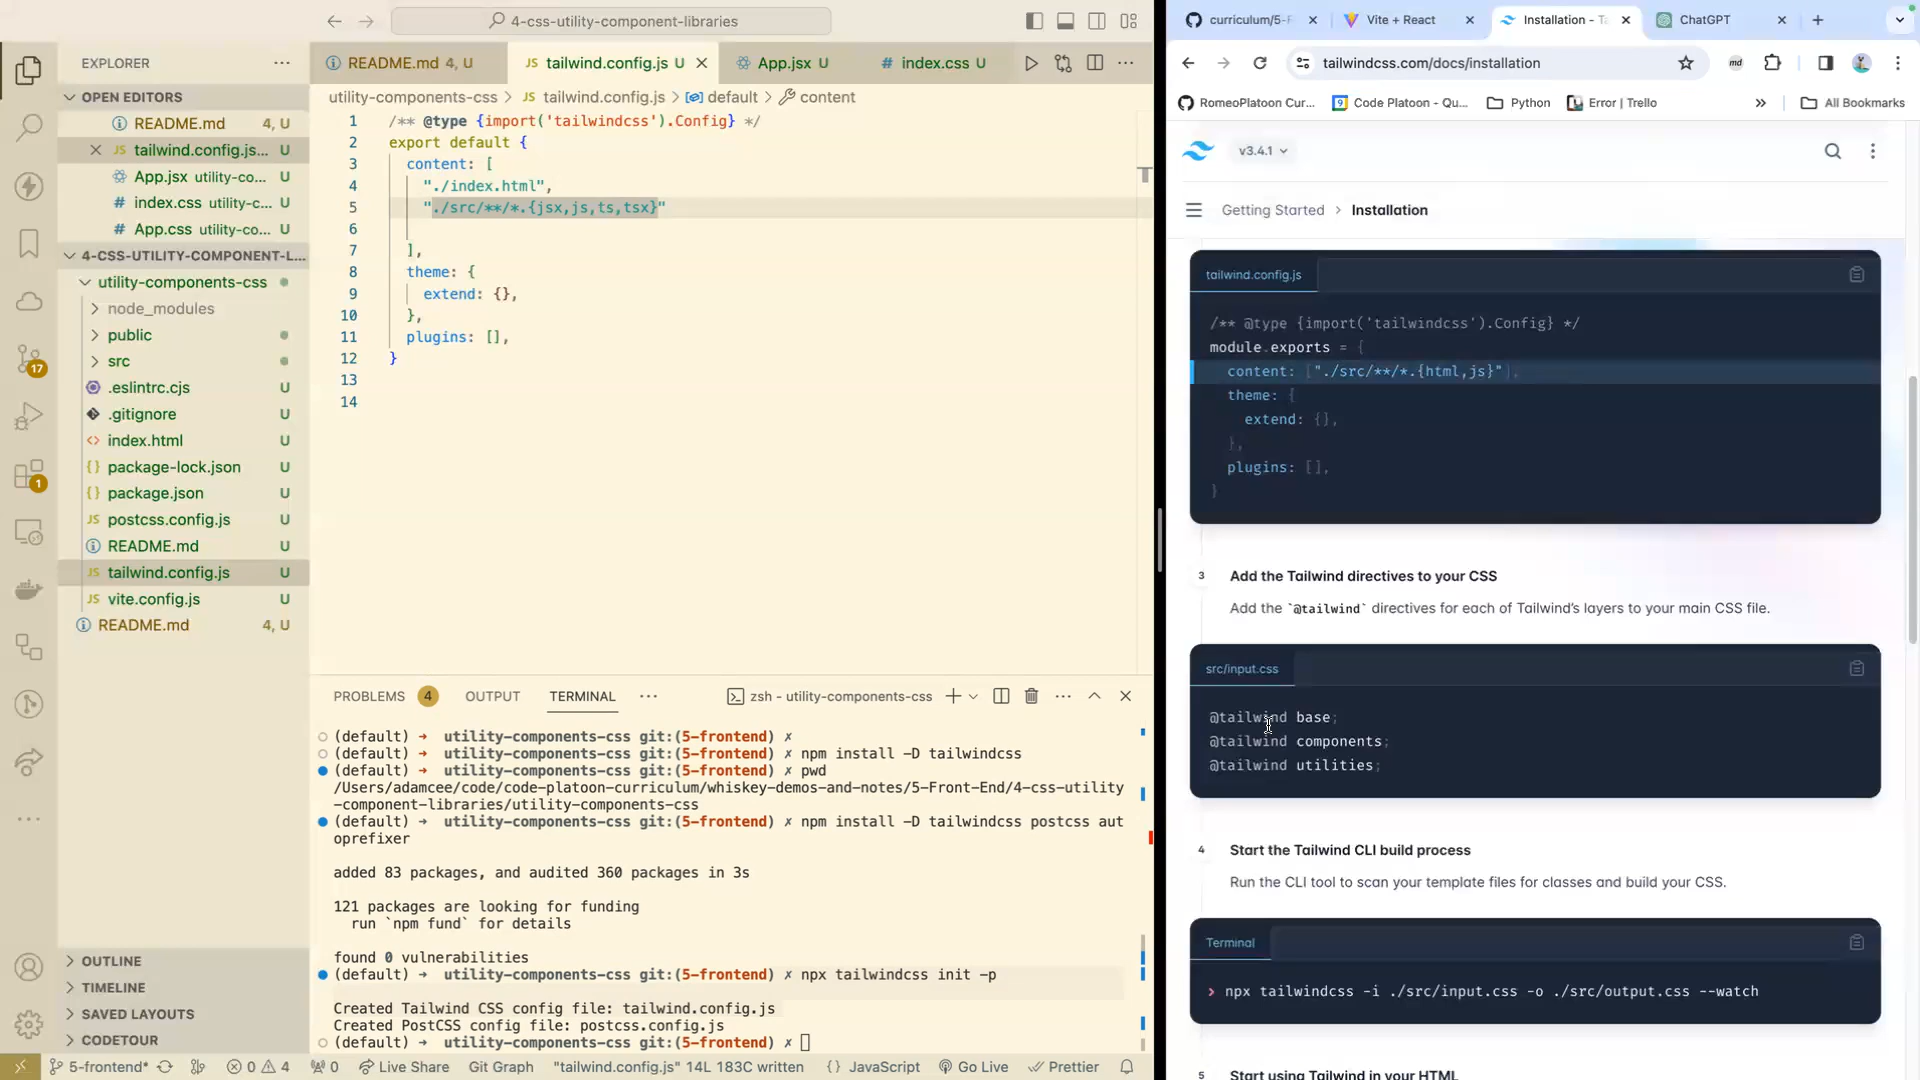 4-css-utility-component-libraries
EXPLORER
OPEN EDITORS
README.md 4, U
tailwind.config.js... U
App.jsx utility-co... U
index.css utility-c... U
App.css utility-co... U
4-CSS-UTILITY-COMPONENT-L...
utility-components-css
node_modules
public
src
.eslintrc.cjs U
.gitignore U
index.html U
package-lock.json U
package.json U
postcss.config.js U
README.md U
tailwind.config.js U
vite.config.js U
README.md 4, U
17
1
OUTLINE
TIMELINE
SAVED LAYOUTS
CODETOUR
README.md 4, U
tailwind.config.js U
App.jsx U
index.css U
utility-components-css > tailwind.config.js > default > content
1 /** @type {import('tailwindcss').Config} */
2 export default {
3 content: [
4 "./index.html",
5 "./src/**/*.{jsx,js,ts,tsx}"
6
7 ],
8 theme: {
9 extend: {},
10 },
11 plugins: [],
12 }
13
14
PROBLEMS 4 OUTPUT TERMINAL
zsh - utility-components-css
(default) → utility-components-css git:(5-frontend) ✗
(default) → utility-components-css git:(5-frontend) ✗ npm install -D tailwindcss
(default) → utility-components-css git:(5-frontend) ✗ pwd
/Users/adamcee/code/code-platoon-curriculum/whiskey-demos-and-notes/5-Front-End/4-css-utility
-component-libraries/utility-components-css
(default) → utility-components-css git:(5-frontend) ✗ npm install -D tailwindcss postcss aut
oprefixer
added 83 packages, and audited 360 packages in 3s
121 packages are looking for funding
run `npm fund` for details
found 0 vulnerabilities
(default) → utility-components-css git:(5-frontend) ✗ npx tailwindcss init -p
Created Tailwind CSS config file: tailwind.config.js
Created PostCSS config file: postcss.config.js
(default) → utility-components-css git:(5-frontend) ✗
5-frontend* 0 4 0 Live Share Git Graph "tailwind.config.js" 14L 183C written {} JavaScript Go Live Prettier
curriculum/5-F
Vite + React
Installation - Ta
ChatGPT
tailwindcss.com/docs/installation
md
RomeoPlatoon Cur...
Code Platoon - Qu...
Python
Error | Trello
»
All Bookmarks
v3.4.1
Getting Started > Installation
tailwind.config.js
/** @type {import('tailwindcss').Config} */
module.exports = {
content: ["./src/**/*.{html,js}"],
theme: {
extend: {},
},
plugins: [],
}
3 Add the Tailwind directives to your CSS
Add the `@tailwind` directives for each of Tailwind's layers to your main CSS file.
src/input.css
@tailwind base;
@tailwind components;
@tailwind utilities;
4 Start the Tailwind CLI build process
Run the CLI tool to scan your template files for classes and build your CSS.
Terminal
> npx tailwindcss -i ./src/input.css -o ./src/output.css --watch
5 Start using Tailwind in your HTML